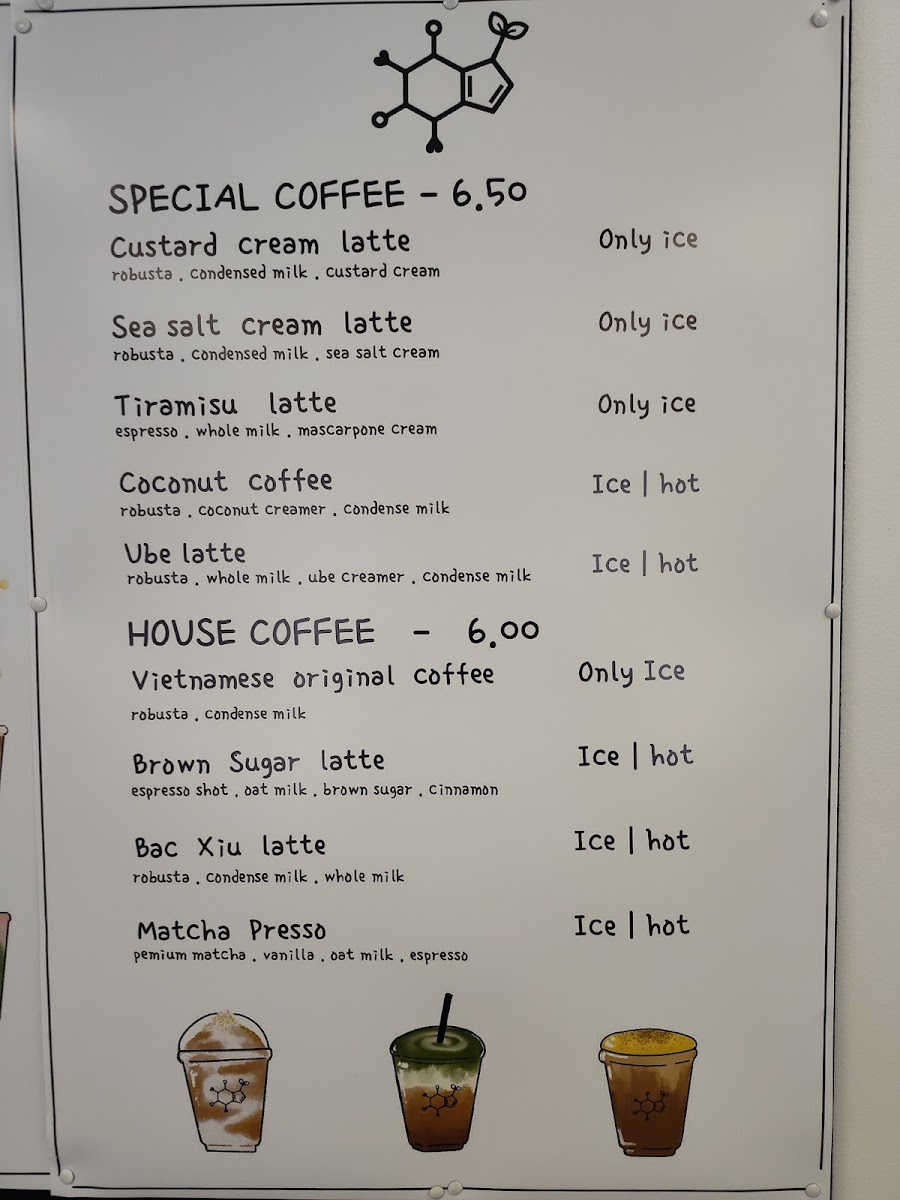 SPECIAL COFFEE - 6.50
Custard cream latte Only ice
robusta . condensed milk . custard cream
Sea salt cream latte Only ice
robusta . condensed milk . sea salt cream
Tiramisu latte Only ice
espresso . whole milk . mascarpone cream
Coconut coffee Ice | hot
robusta . coconut creamer . condense milk
Ube latte Ice | hot
robusta . whole milk . ube creamer . condense milk
HOUSE COFFEE - 6.00
Vietnamese original coffee Only Ice
robusta . condense milk
Brown Sugar latte Ice | hot
espresso shot . oat milk . brown sugar . cinnamon
Bac Xiu latte Ice | hot
robusta . condense milk . whole milk
Matcha Presso Ice | hot
pemium matcha . vanilla . oat milk . espresso